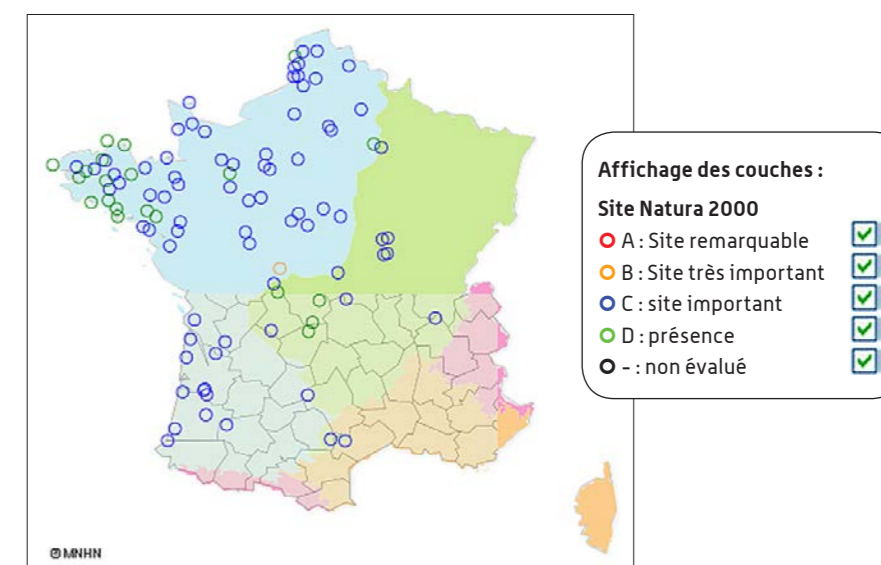 Affichage des couches :
Site Natura 2000
A : Site remarquable
B : Site très important
C : site important
D : présence
- : non évalué
@MNHN